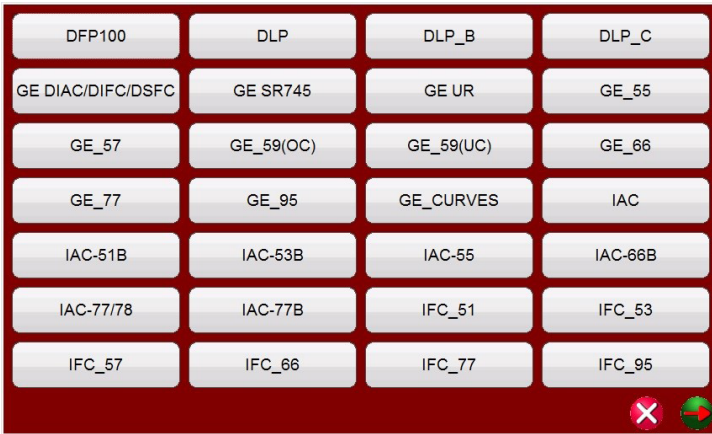 DFP100 DLP DLP_B DLP_C
GE DIAC/DIFC/DSFC GE SR745 GE UR GE_55
GE_57 GE_59(OC) GE_59(UC) GE_66
GE_77 GE_95 GE_CURVES IAC
IAC-51B IAC-53B IAC-55 IAC-66B
IAC-77/78 IAC-77B IFC_51 IFC_53
IFC_57 IFC_66 IFC_77 IFC_95